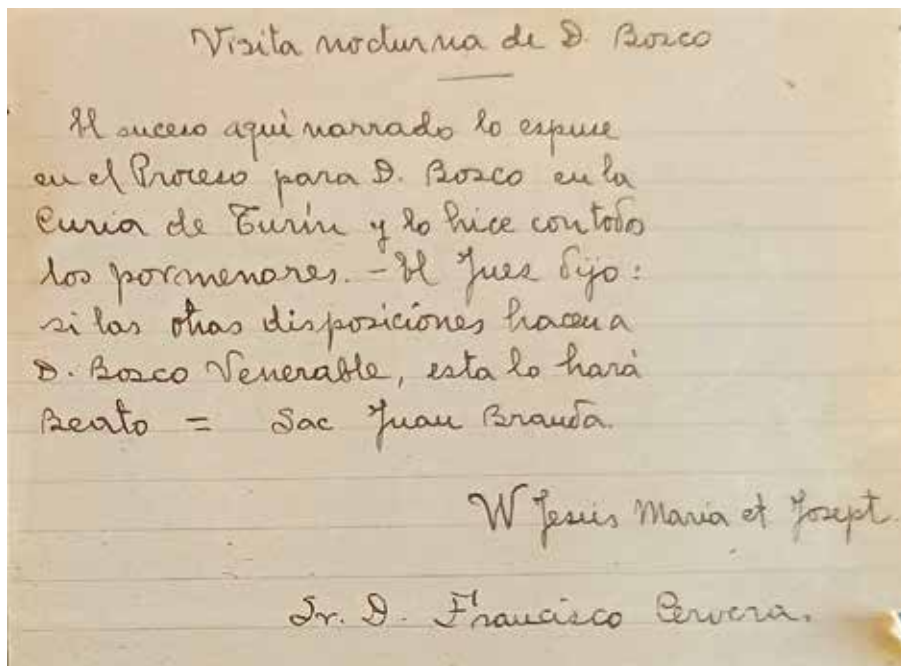 Visita nocturna de D. Bosco
El suceso aquí narrado lo espuse
en el Proceso para D. Bosco en la
Curia de Turín y lo hice con todos
los pormenores. - El Juez dijo:
si las otras disposiciones hacen a
D. Bosco Venerable, esta lo hará
Beato = Sac Juan Branda.
W Jesús Maria et Josept.
Sr. D. Francisco Cervera.